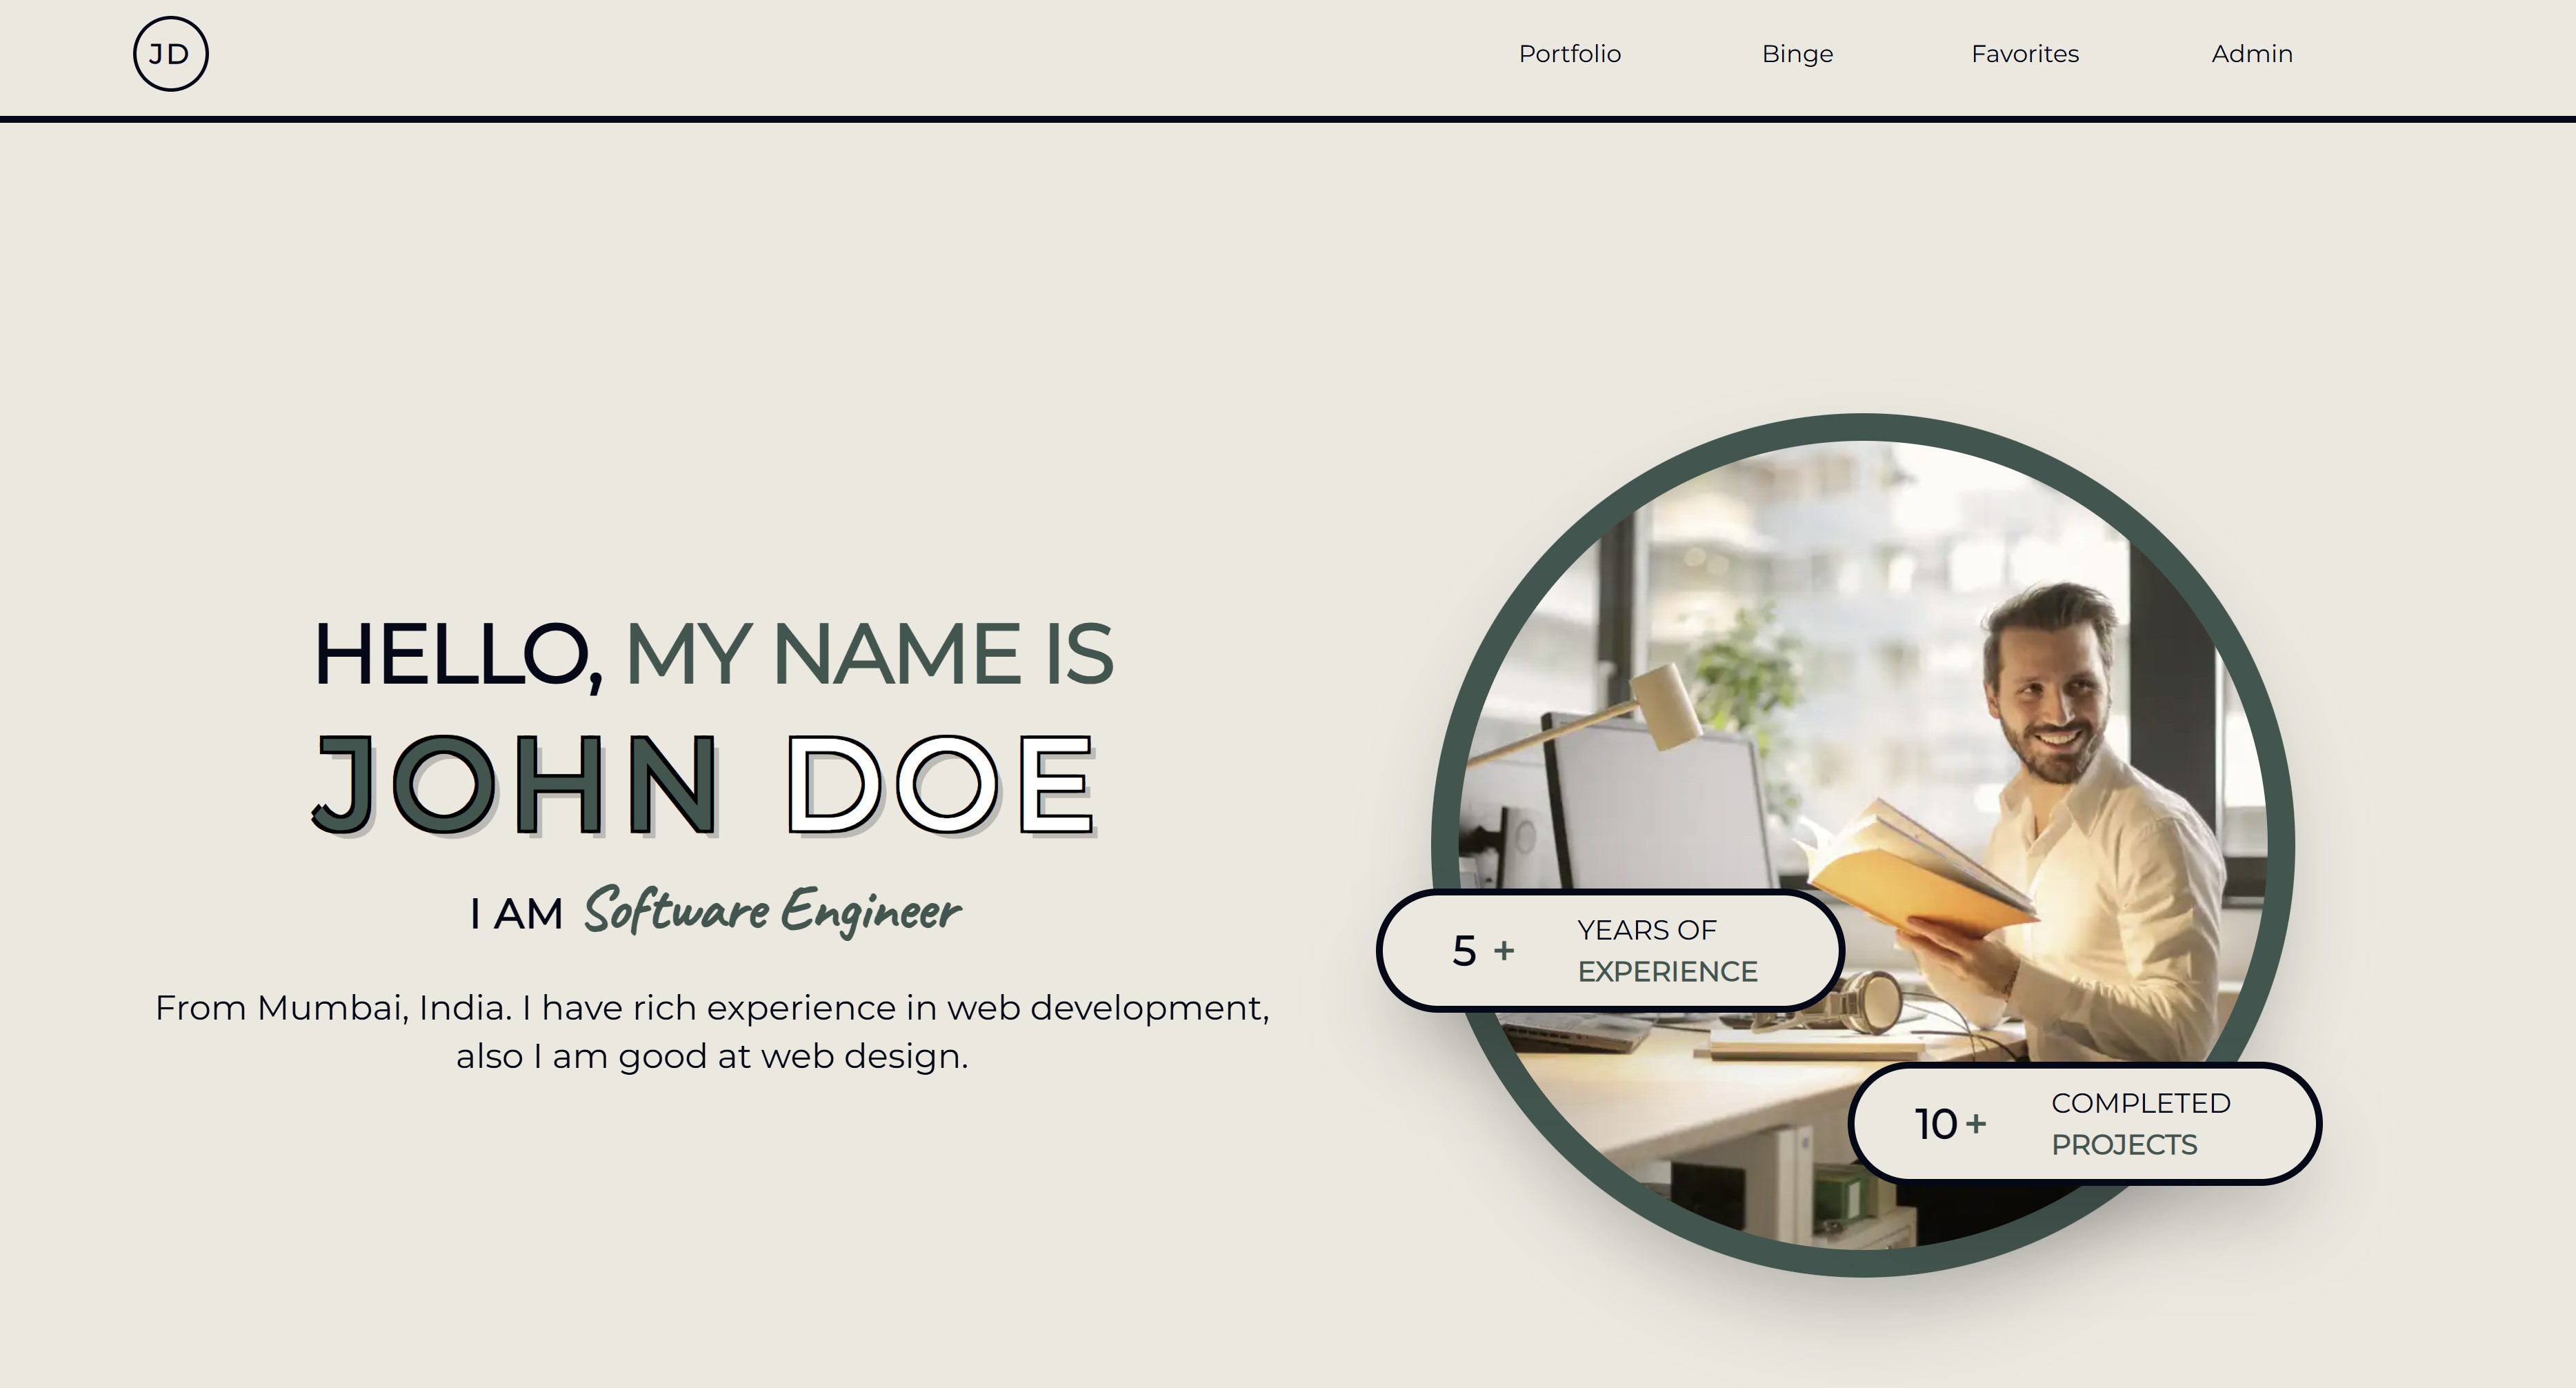 JD
Portfolio Binge Favorites Admin
HELLO, MY NAME IS
JOHN DOE
I AM Software Engineer
From Mumbai, India. I have rich experience in web development,
also I am good at web design.
5 +
YEARS OF
EXPERIENCE
10 +
COMPLETED
PROJECTS